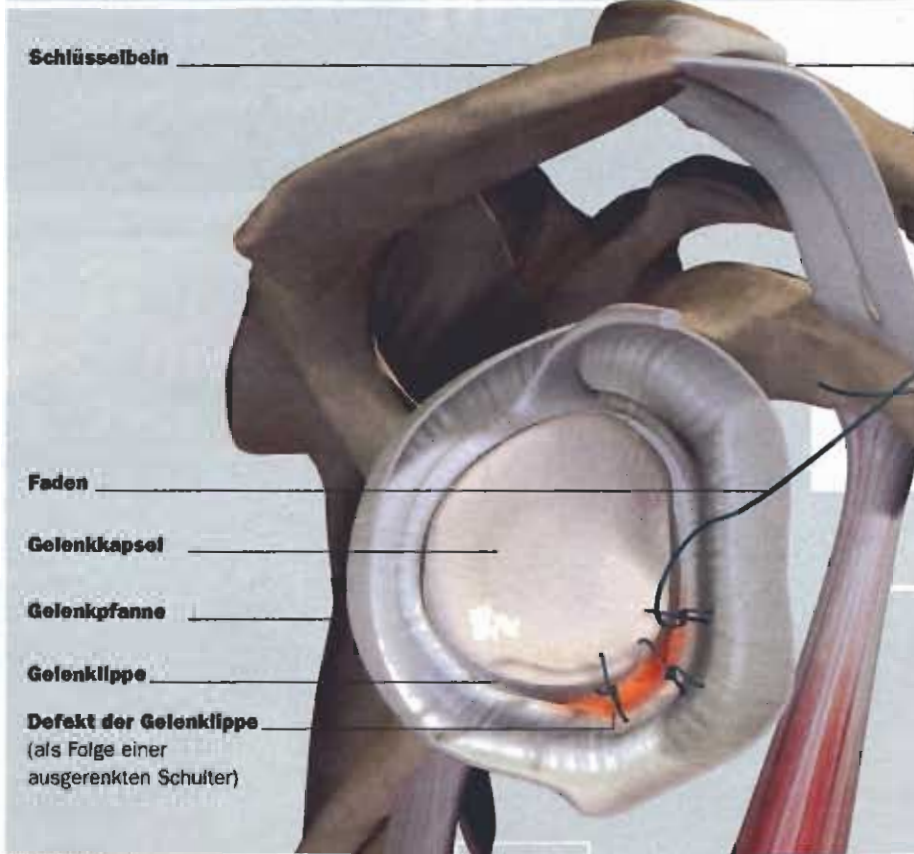 Schlüsselbein
Faden
Gelenkkapsel
Gelenkpfanne
Gelenklippe
Defekt der Gelenklippe
(als Folge einer
ausgerenkten Schulter)